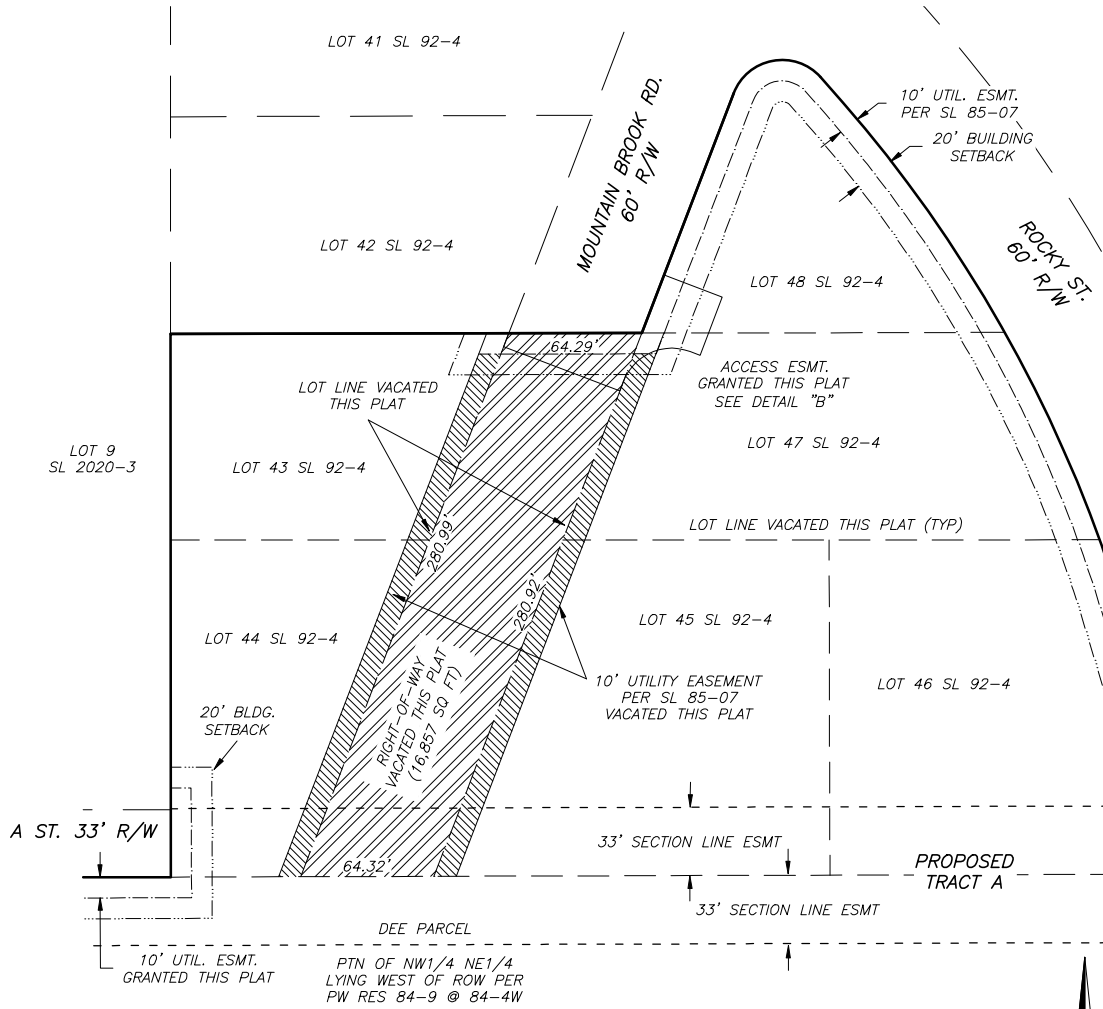 LOT 41 SL 92-4
MOUNTAIN BROOK RD.
60' R/W
10' UTIL. ESMT.
PER SL 85-07
20' BUILDING
SETBACK
ROCKY ST.
60' R/W
LOT 42 SL 92-4
LOT 48 SL 92-4
64.29'
ACCESS ESMT.
GRANTED THIS PLAT
SEE DETAIL "B"
LOT LINE VACATED
THIS PLAT
LOT 9
SL 2020-3
LOT 43 SL 92-4
LOT 47 SL 92-4
LOT LINE VACATED THIS PLAT (TYP)
280.99'
280.92'
LOT 44 SL 92-4
LOT 45 SL 92-4
RIGHT-OF-WAY
VACATED THIS PLAT
(16,857 SQ FT)
10' UTILITY EASEMENT
PER SL 85-07
VACATED THIS PLAT
LOT 46 SL 92-4
20' BLDG.
SETBACK
A ST. 33' R/W
33' SECTION LINE ESMT
64.32'
PROPOSED
TRACT A
33' SECTION LINE ESMT
DEE PARCEL
10' UTIL. ESMT.
GRANTED THIS PLAT
PTN OF NW1/4 NE1/4
LYING WEST OF ROW PER
PW RES 84-9 @ 84-4W